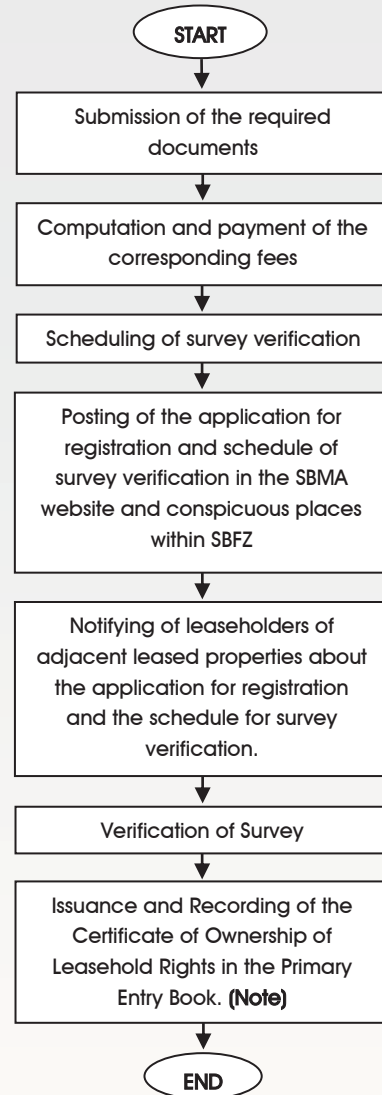 START
Submission of the required
documents
Computation and payment of the
corresponding fees
Scheduling of survey verification
Posting of the application for
registration and schedule of
survey verification in the SBMA
website and conspicuous places
within SBFZ
Notifying of leaseholders of
adjacent leased properties about
the application for registration
and the schedule for survey
verification.
Verification of Survey
Issuance and Recording of the
Certificate of Ownership of
Leasehold Rights in the Primary
Entry Book. (Note)
END